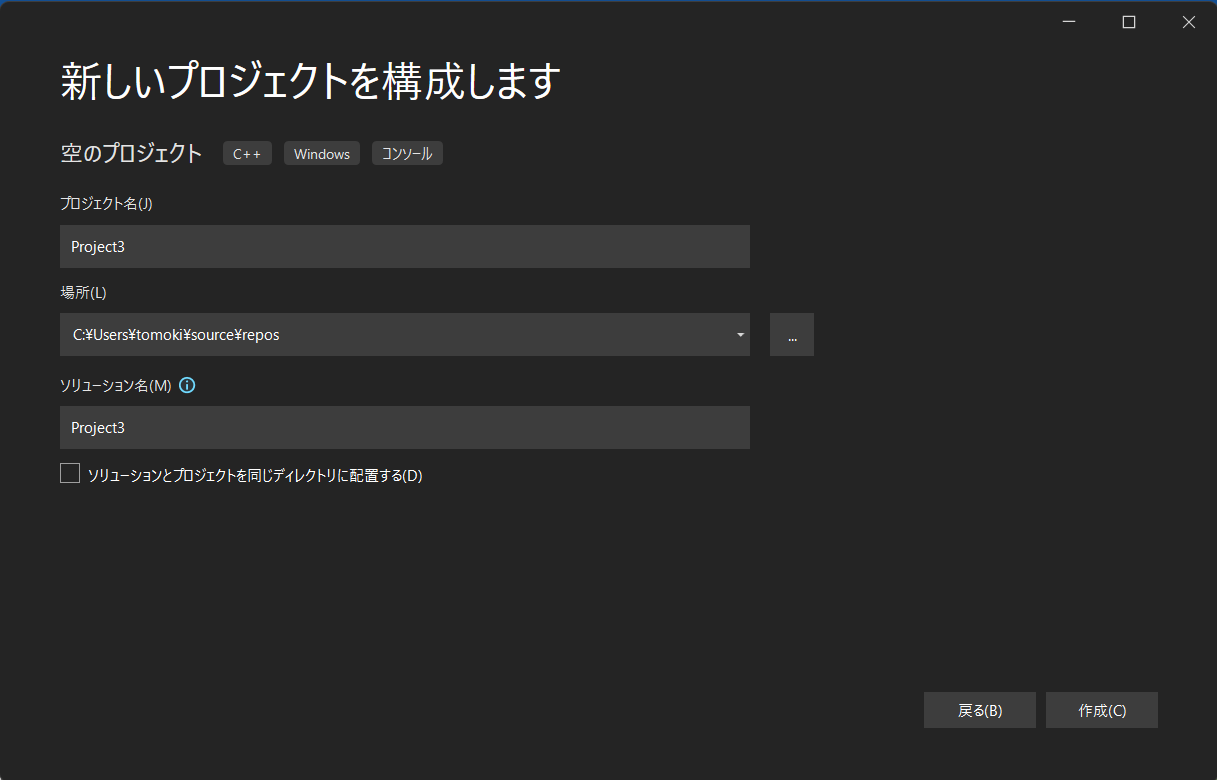 新しいプロジェクトを構成します
空のプロジェクト C++ Windows コンソール
プロジェクト名(J)
Project3
場所(L)
C:¥Users¥tomoki¥source¥repos
...
ソリューション名(M)
Project3
ソリューションとプロジェクトを同じディレクトリに配置する(D)
戻る(B) 作成(C)